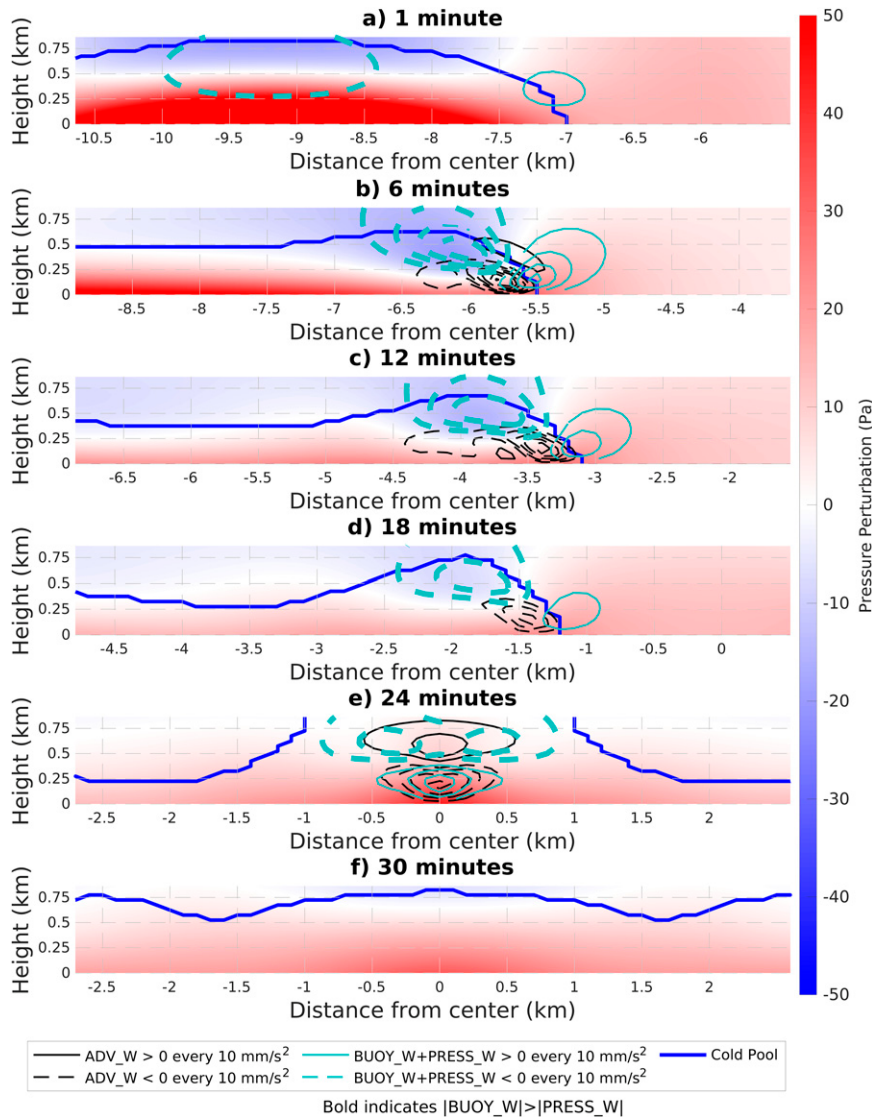 a) 1 minute
Height (km)
0.75
0.5
0.25
0
-10.5 -10 -9.5 -9 -8.5 -8 -7.5 -7 -6.5 -6
Distance from center (km)
b) 6 minutes
Height (km)
0.75
0.5
0.25
0
-8.5 -8 -7.5 -7 -6.5 -6 -5.5 -5 -4.5 -4
Distance from center (km)
c) 12 minutes
Height (km)
0.75
0.5
0.25
0
-6.5 -6 -5.5 -5 -4.5 -4 -3.5 -3 -2.5 -2
Distance from center (km)
d) 18 minutes
Height (km)
0.75
0.5
0.25
0
-4.5 -4 -3.5 -3 -2.5 -2 -1.5 -1 -0.5 0
Distance from center (km)
e) 24 minutes
Height (km)
0.75
0.5
0.25
0
-2.5 -2 -1.5 -1 -0.5 0 0.5 1 1.5 2
Distance from center (km)
f) 30 minutes
Height (km)
0.75
0.5
0.25
0
-2.5 -2 -1.5 -1 -0.5 0 0.5 1 1.5 2
Distance from center (km)
50
40
30
20
10
0
-10
-20
-30
-40
-50
Pressure Perturbation (Pa)
ADV_W > 0 every 10 mm/s² BUOY_W+PRESS_W > 0 every 10 mm/s² Cold Pool
ADV_W < 0 every 10 mm/s² BUOY_W+PRESS_W < 0 every 10 mm/s²
Bold indicates |BUOY_W|>|PRESS_W|